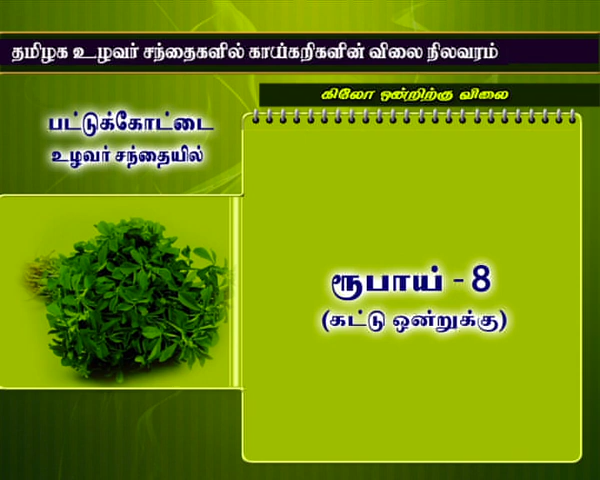 தமிழக உழவர் சந்தைகளில் காய்கறிகளின் விலை நிலவரம்
கிலோ ஒன்றிற்கு விலை
பட்டுக்கோட்டை
உழவர் சந்தையில்
ரூபாய் - 8
(கட்டு ஒன்றுக்கு)